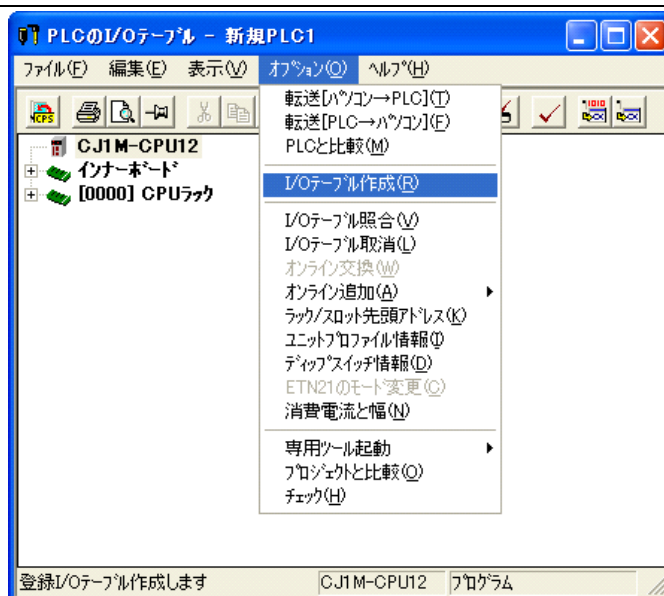 PLCのI/Oテーブル - 新規PLC1
ファイル(F) 編集(E) 表示(V) オプション(O) ヘルプ(H)
転送[パソコン→PLC](T)
転送[PLC→パソコン](F)
PLCと比較(M)
I/Oテーブル作成(R)
I/Oテーブル照合(V)
I/Oテーブル取消(L)
オンライン交換(W)
オンライン追加(A)
ラック/スロット先頭アドレス(K)
ユニットプロファイル情報(I)
ディップスイッチ情報(D)
ETN21のモード変更(C)
消費電流と幅(N)
専用ツール起動
プロジェクトと比較(O)
チェック(H)
CJ1M-CPU12
インナーボード
[0000] CPUラック
登録I/Oテーブル作成します CJ1M-CPU12 プログラム